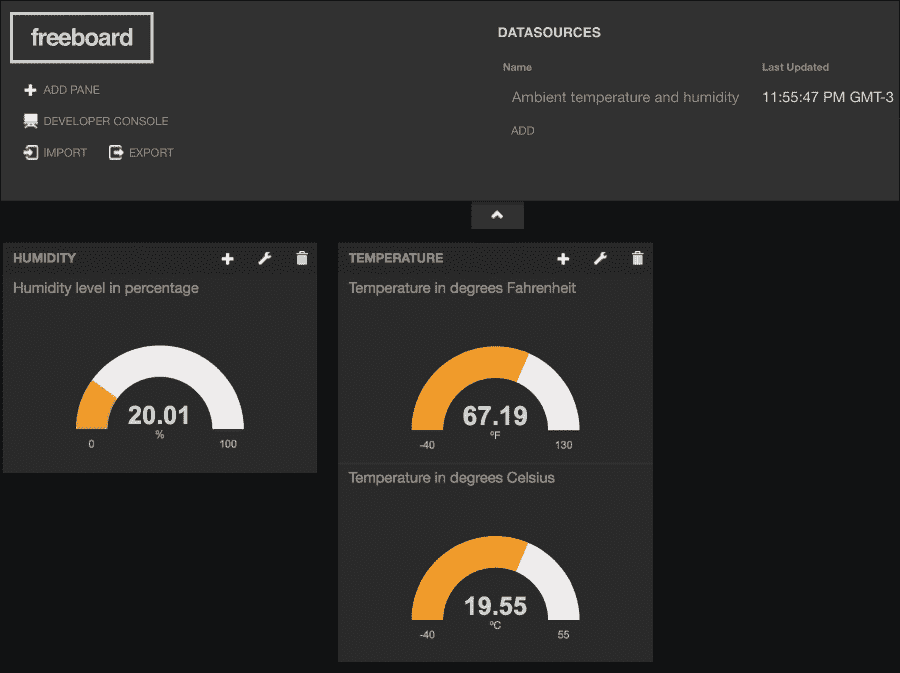 freeboard
ADD PANE
DEVELOPER CONSOLE
IMPORT EXPORT
DATASOURCES
Name Last Updated
Ambient temperature and humidity 11:55:47 PM GMT-3
ADD
HUMIDITY
Humidity level in percentage
20.01
%
0 100
TEMPERATURE
Temperature in degrees Fahrenheit
67.19
ºF
-40 130
Temperature in degrees Celsius
19.55
ºC
-40 55